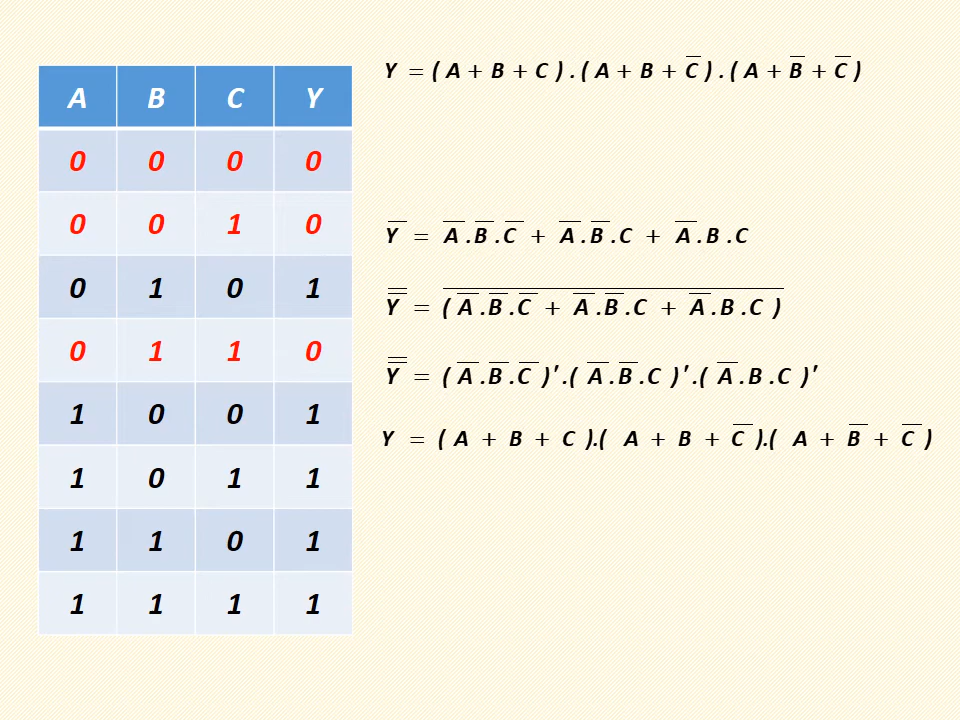 A B C Y
0 0 0 0
0 0 1 0
0 1 0 1
0 1 1 0
1 0 0 1
1 0 1 1
1 1 0 1
1 1 1 1
Y = ( A + B + C ) . ( A + B + C̅ ) . ( A + B̅ + C̅ )
Y̅ = A̅ .B̅ .C̅ + A̅ .B̅ .C + A̅ .B .C
Y̿ = \overline{( A̅ .B̅ .C̅ + A̅ .B̅ .C + A̅ .B .C )}
Y̿ = ( A̅ .B̅ .C̅ )′.( A̅ .B̅ .C )′.( A̅ .B .C )′
Y = ( A + B + C ).( A + B + C̅ ).( A + B̅ + C̅ )